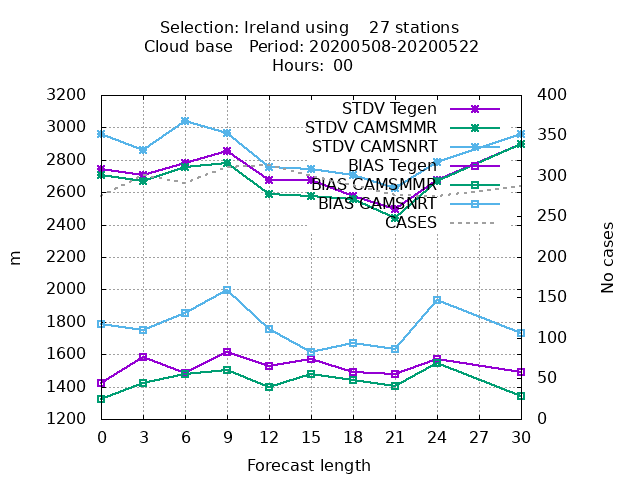 Selection: Ireland using    27 stations
Cloud base   Period: 20200508-20200522
Hours:  00
3200
3000
2800
2600
2400
2200
2000
1800
1600
1400
1200
m
400
350
300
250
200
150
100
50
0
No cases
STDV Tegen
STDV CAMSMMR
STDV CAMSNRT
BIAS Tegen
BIAS CAMSMMR
BIAS CAMSNRT
CASES
0 3 6 9 12 15 18 21 24 27 30
Forecast length